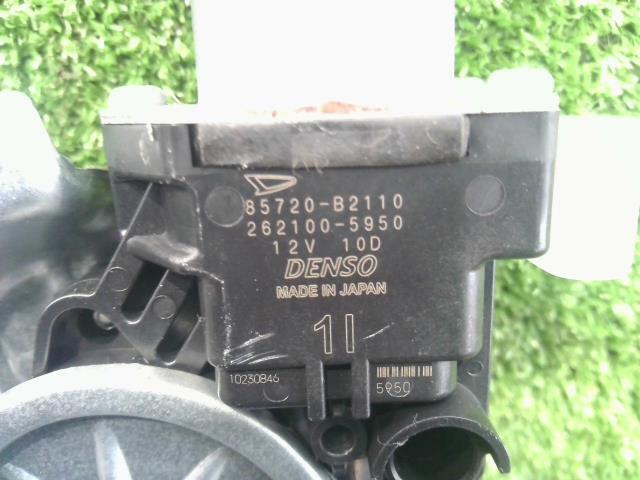 85720-B2110
262100-5950
12V 10D
DENSO
MADE IN JAPAN
1I
10230846
5950